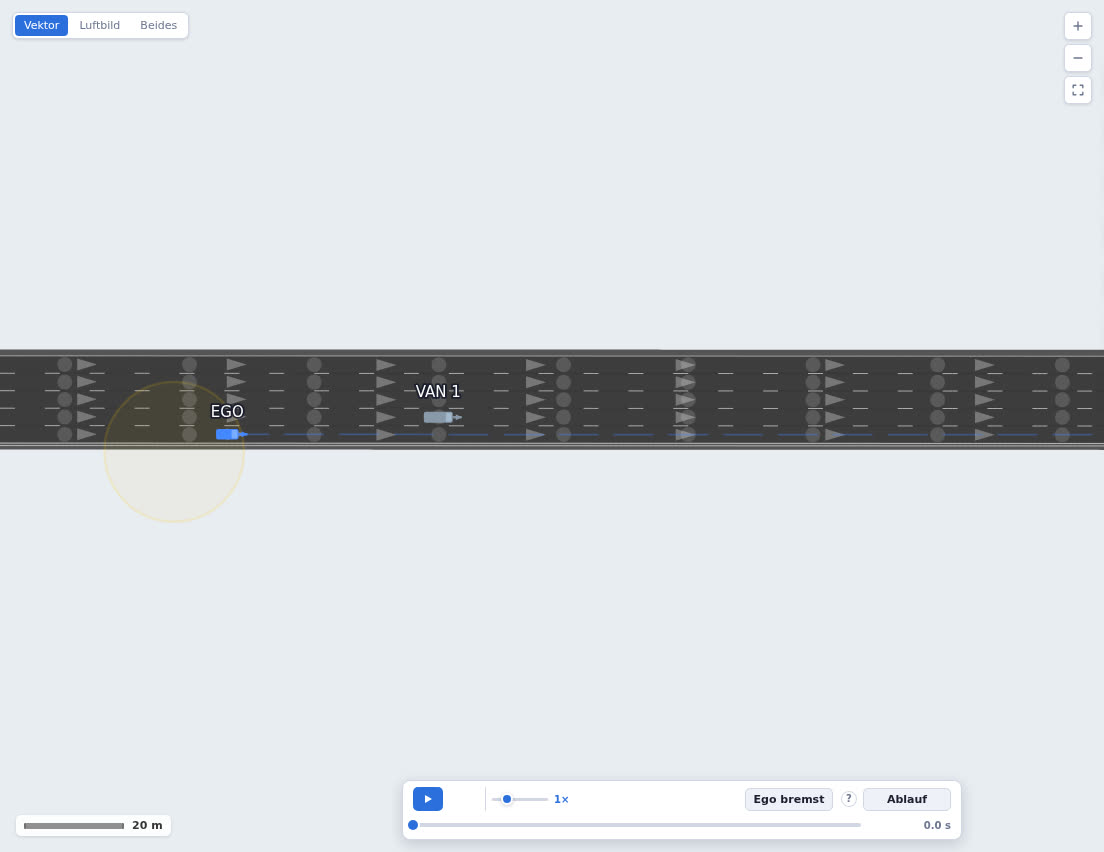 Vektor Luftbild Beides
VAN 1
EGO
1× Ego bremst ? Ablauf
20 m
0.0 s